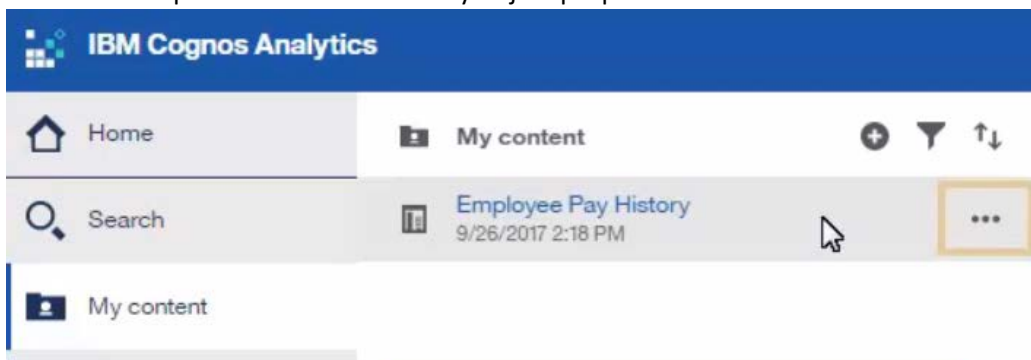 IBM Cognos Analytics
Home
My content
Search
Employee Pay History
9/26/2017 2:18 PM
My content